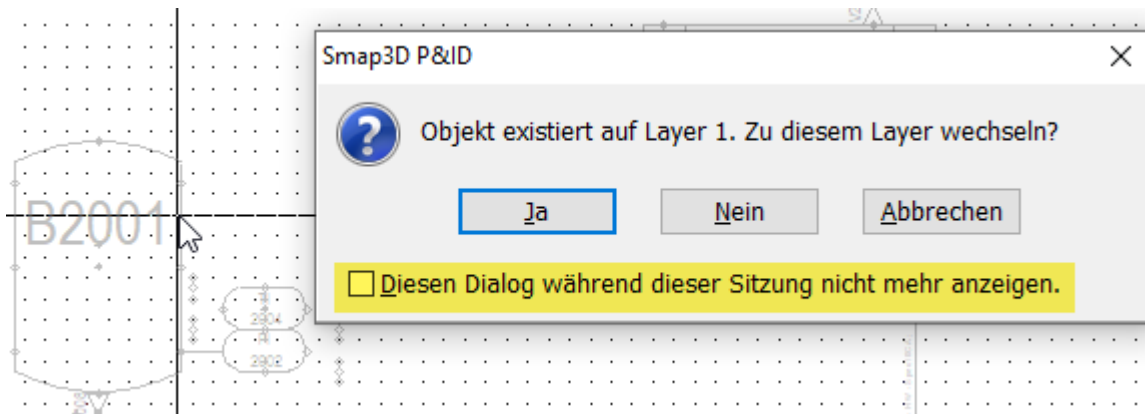 Smap3D P&ID
Objekt existiert auf Layer 1. Zu diesem Layer wechseln?
Ja
Nein
Abbrechen
Diesen Dialog während dieser Sitzung nicht mehr anzeigen.
B2001
2904
2902